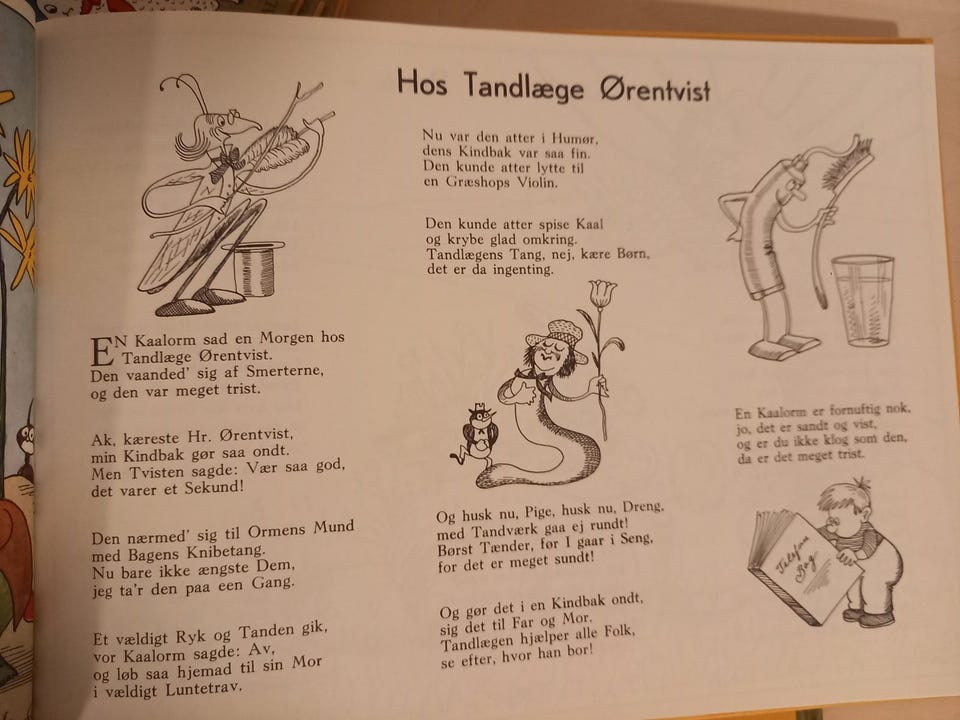 Hos Tandlæge Ørentvist
EN Kaalorm sad en Morgen hos
Tandlæge Ørentvist.
Den vaanded' sig af Smerterne,
og den var meget trist.
Ak, kæreste Hr. Ørentvist,
min Kindbak gør saa ondt.
Men Tvisten sagde: Vær saa god,
det varer et Sekund!
Den nærmed' sig til Ormens Mund
med Bagens Knibetang.
Nu bare ikke ængste Dem,
jeg ta'r den paa een Gang.
Et vældigt Ryk og Tanden gik,
vor Kaalorm sagde: Av,
og løb saa hjemad til sin Mor
i vældigt Luntetrav.
Nu var den atter i Humør,
dens Kindbak var saa fin.
Den kunde atter lytte til
en Græshops Violin.
Den kunde atter spise Kaal
og krybe glad omkring.
Tandlægens Tang, nej, kære Børn,
det er da ingenting.
Og husk nu, Pige, husk nu, Dreng,
med Tandværk gaa ej rundt!
Børst Tænder, før I gaar i Seng,
for det er meget sundt!
Og gør det i en Kindbak ondt,
sig det til Far og Mor.
Tandlægen hjælper alle Folk,
se efter, hvor han bor!
En Kaalorm er fornuftig nok,
jo, det er sandt og vist,
og er du ikke klog som den,
da er det meget trist.
Telefon
Bog